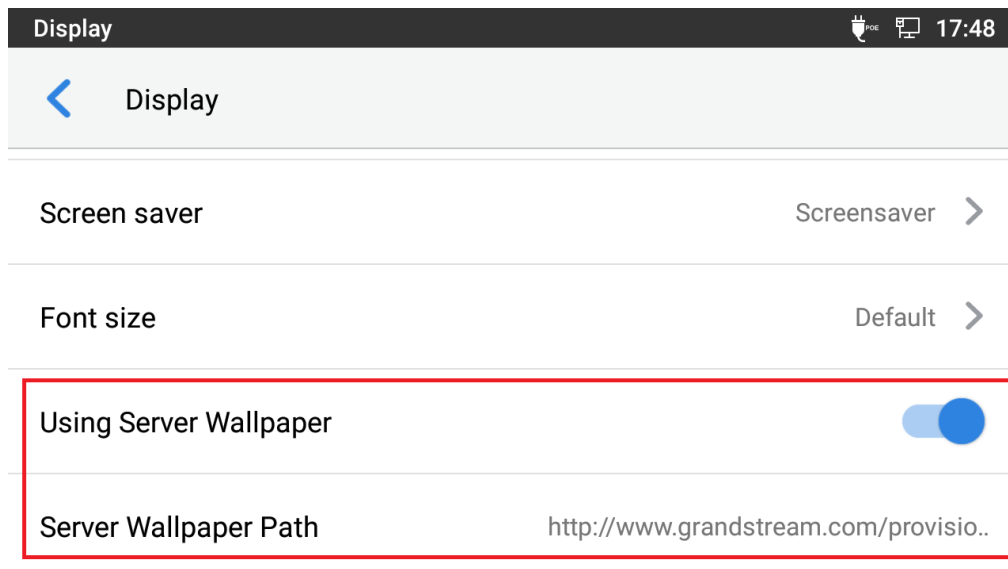 Display POE 17:48
Display
Screen saver Screensaver
Font size Default
Using Server Wallpaper
Server Wallpaper Path http://www.grandstream.com/provisio..